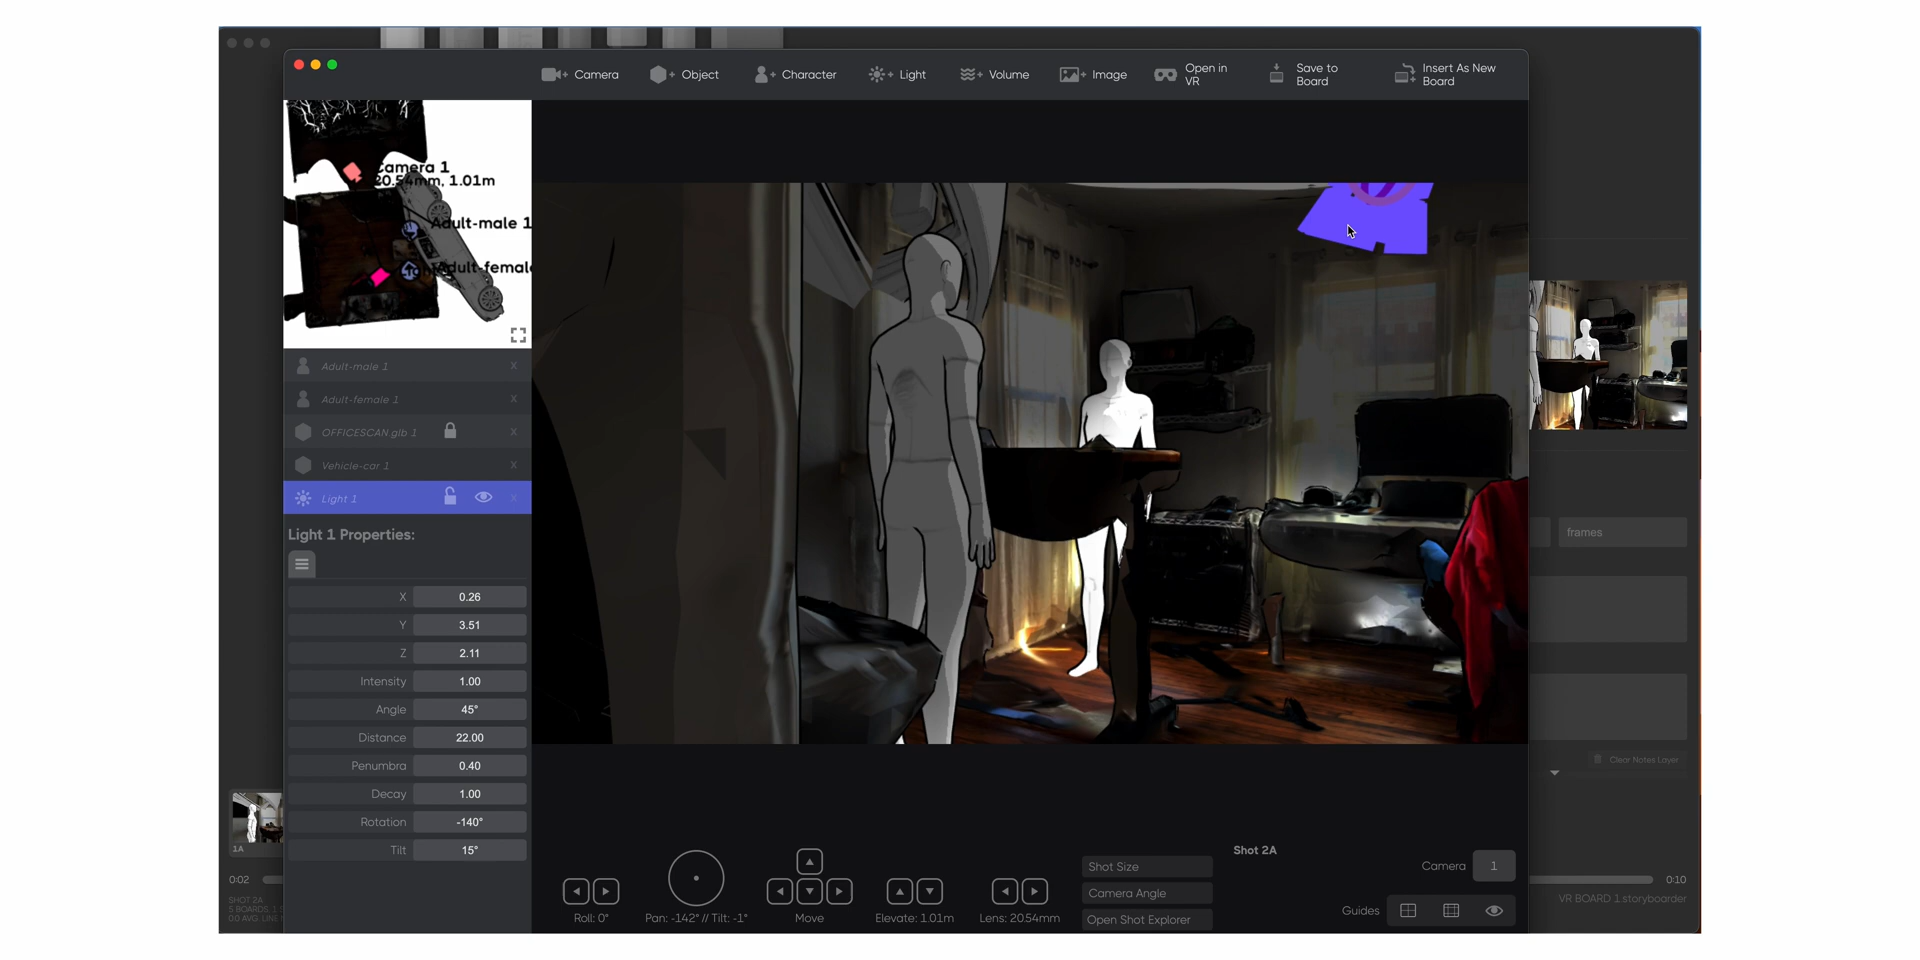 Camera
Object
Character
Light
Volume
Image
Open in
VR
Save to
Board
Insert As New
Board
Camera 1
20.54mm, 1.01m
Adult-male 1
Adult-female
Adult-male 1 X
Adult-female 1 X
OFFICESCAN.glb 1 X
Vehicle-car 1 X
Light 1 X
Light 1 Properties:
X 0.26
Y 3.51
Z 2.11
Intensity 1.00
Angle 45°
Distance 22.00
Penumbra 0.40
Decay 1.00
Rotation -140°
Tilt 15°
frames
Clear Notes Layer
1A
0:02
SHOT 2A
Roll: 0°
Pan: -142° // Tilt: -1°
Move
Elevate: 1.01m
Lens: 20.54mm
Shot Size
Camera Angle
Open Shot Explorer
Shot 2A
Camera 1
Guides
0:10
VR BOARD 1.storyboarder